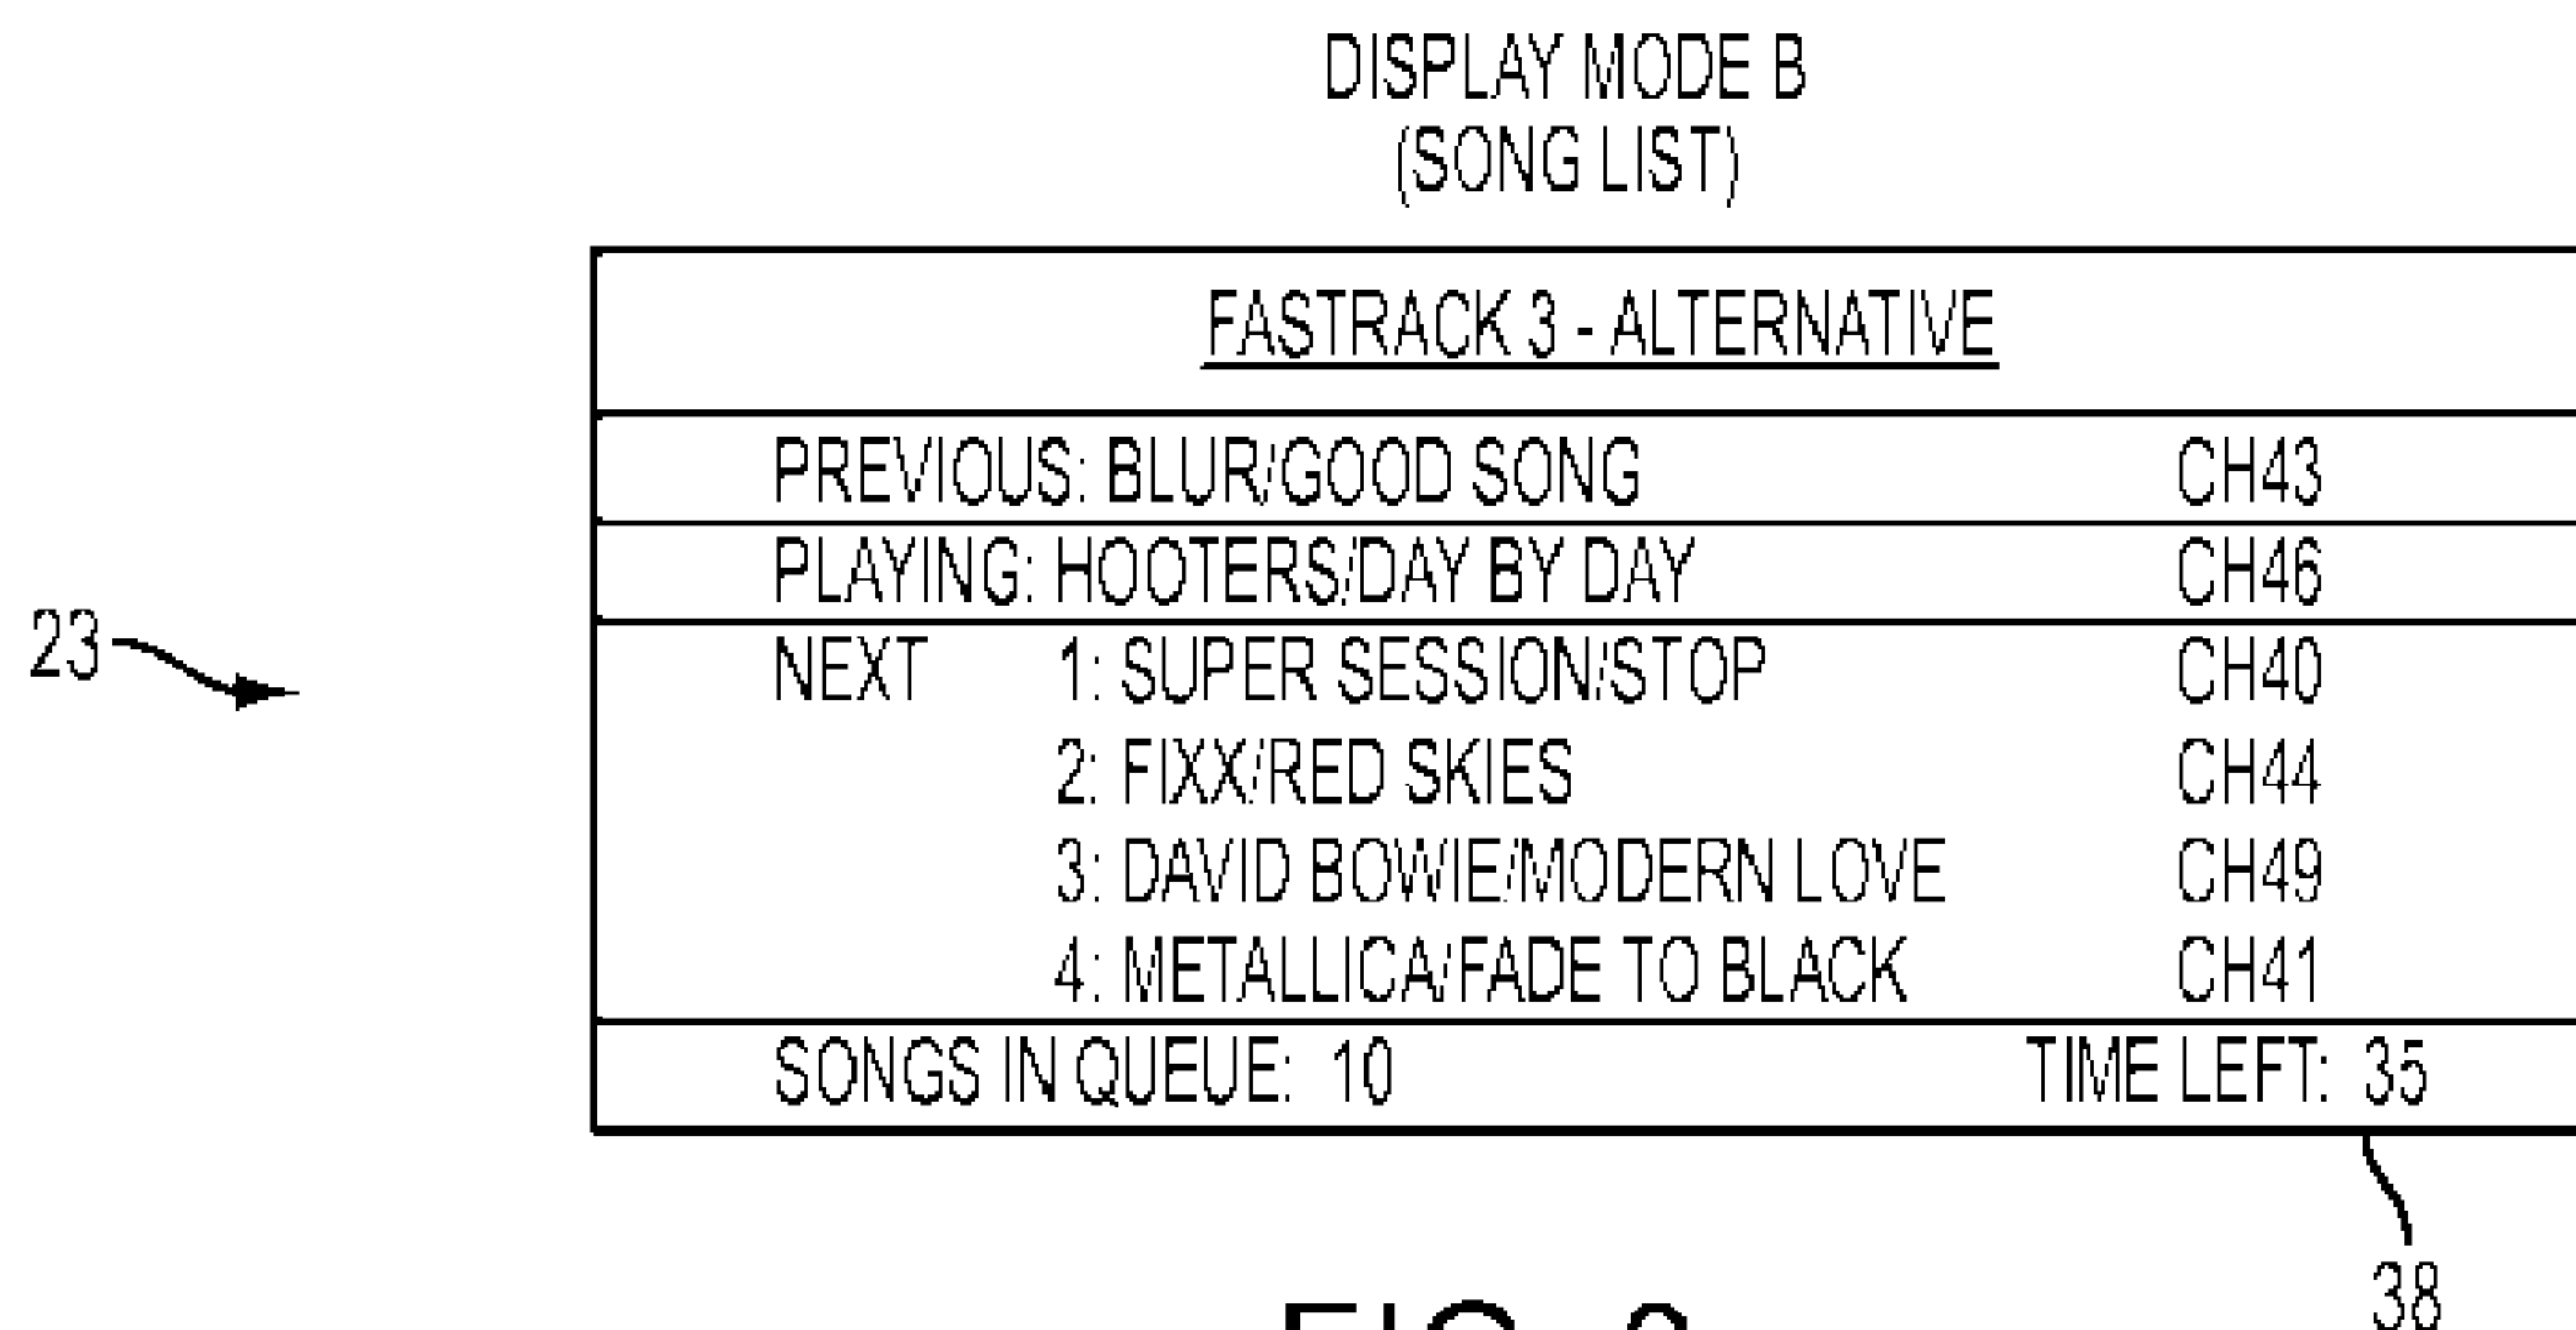 DISPLAY MODE B
(SONG LIST)
FASTRACK 3 - ALTERNATIVE
PREVIOUS: BLUR/GOOD SONG CH43
PLAYING: HOOTERS/DAY BY DAY CH46
23
NEXT 1: SUPER SESSION/STOP CH40
2: FIXX/RED SKIES CH44
3: DAVID BOWIE/MODERN LOVE CH49
4: METALLICA/FADE TO BLACK CH41
SONGS IN QUEUE: 10 TIME LEFT: 35
38